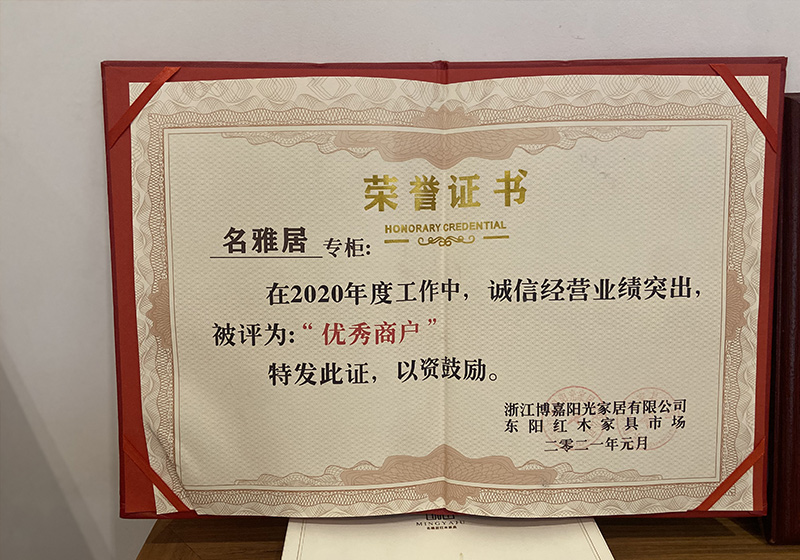 荣誉证书
HONORARY CREDENTIAL
名雅居 专柜:
在2020年度工作中，诚信经营业绩突出，
被评为:“优秀商户”
特发此证，以资鼓励。
浙江博嘉阳光家居有限公司
东阳红木家具市场
二零二一年元月
MINGYAJU